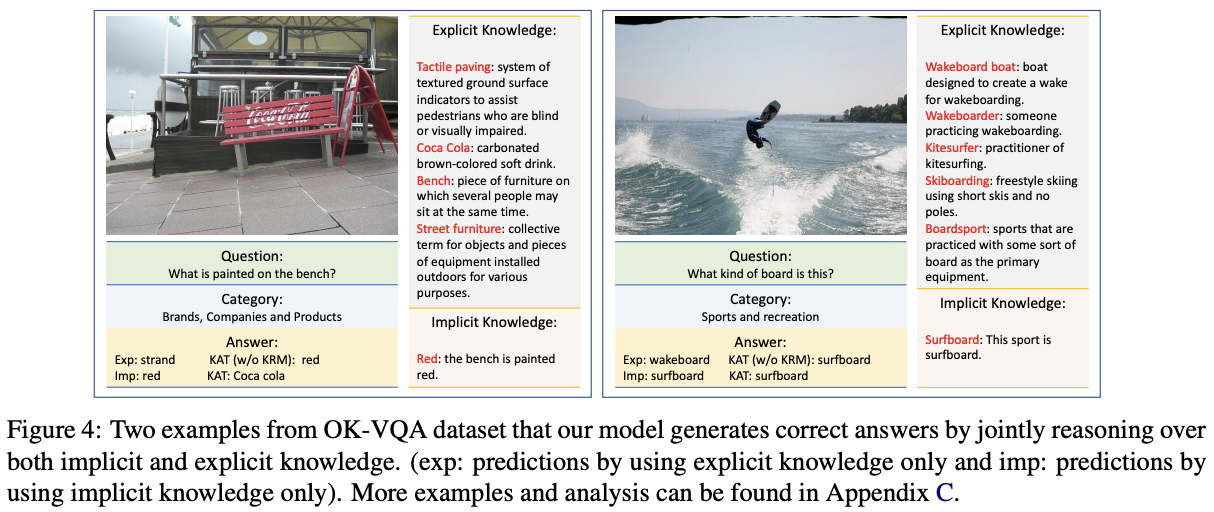 Coca-Cola
Explicit Knowledge:
Tactile paving: system of
textured ground surface
indicators to assist
pedestrians who are blind
or visually impaired.
Coca Cola: carbonated
brown-colored soft drink.
Bench: piece of furniture on
which several people may
sit at the same time.
Street furniture: collective
term for objects and pieces
of equipment installed
outdoors for various
purposes.
Question:
What is painted on the bench?
Category:
Brands, Companies and Products
Answer:
Exp: strand KAT (w/o KRM): red
Imp: red KAT: Coca cola
Implicit Knowledge:
Red: the bench is painted
red.
Explicit Knowledge:
Wakeboard boat: boat
designed to create a wake
for wakeboarding.
Wakeboarder: someone
practicing wakeboarding.
Kitesurfer: practitioner of
kitesurfing.
Skiboarding: freestyle skiing
using short skis and no
poles.
Boardsport: sports that are
practiced with some sort of
board as the primary
equipment.
Question:
What kind of board is this?
Category:
Sports and recreation
Answer:
Exp: wakeboard KAT (w/o KRM): surfboard
Imp: surfboard KAT: surfboard
Implicit Knowledge:
Surfboard: This sport is
surfboard.
Figure 4: Two examples from OK-VQA dataset that our model generates correct answers by jointly reasoning over
both implicit and explicit knowledge. (exp: predictions by using explicit knowledge only and imp: predictions by
using implicit knowledge only). More examples and analysis can be found in Appendix C.